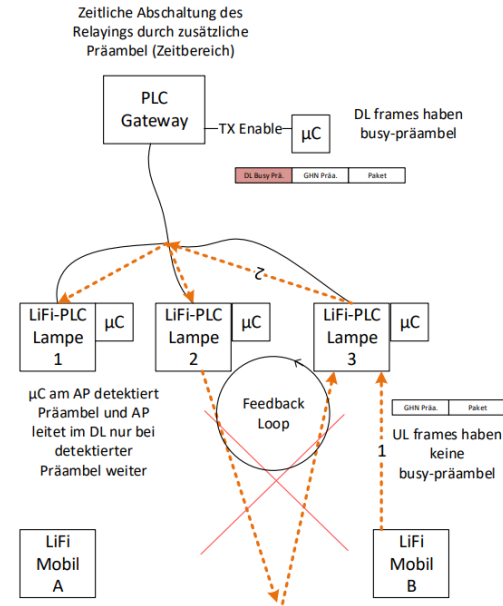 Zeitliche Abschaltung des
Relayings durch zusätzliche
Präambel (Zeitbereich)
PLC
Gateway
TX Enable
µC
DL frames haben
busy-präambel
DL Busy Prä.
GHN Präa.
Paket
2
LiFi-PLC
Lampe
1
µC
LiFi-PLC
Lampe
2
µC
LiFi-PLC
Lampe
3
µC
µC am AP detektiert
Präambel und AP
leitet im DL nur bei
detektierter
Präambel weiter
Feedback
Loop
GHN Präa.
Paket
UL frames haben
keine
busy-präambel
1
LiFi
Mobil
A
LiFi
Mobil
B